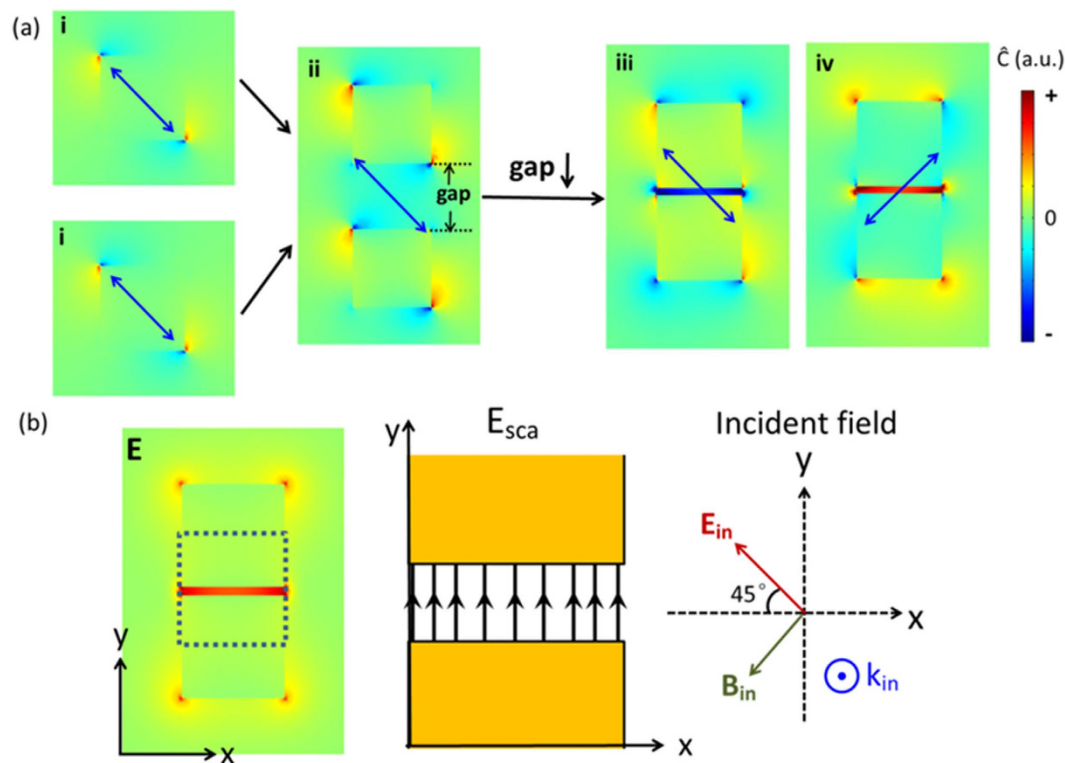 (a)
i
ii
iii
iv
Ĉ (a.u.)
+
0
-
gap
gap ↓
i
(b)
E
y
x
E_sca
y
x
Incident field
y
E_in
45°
x
B_in
k_in